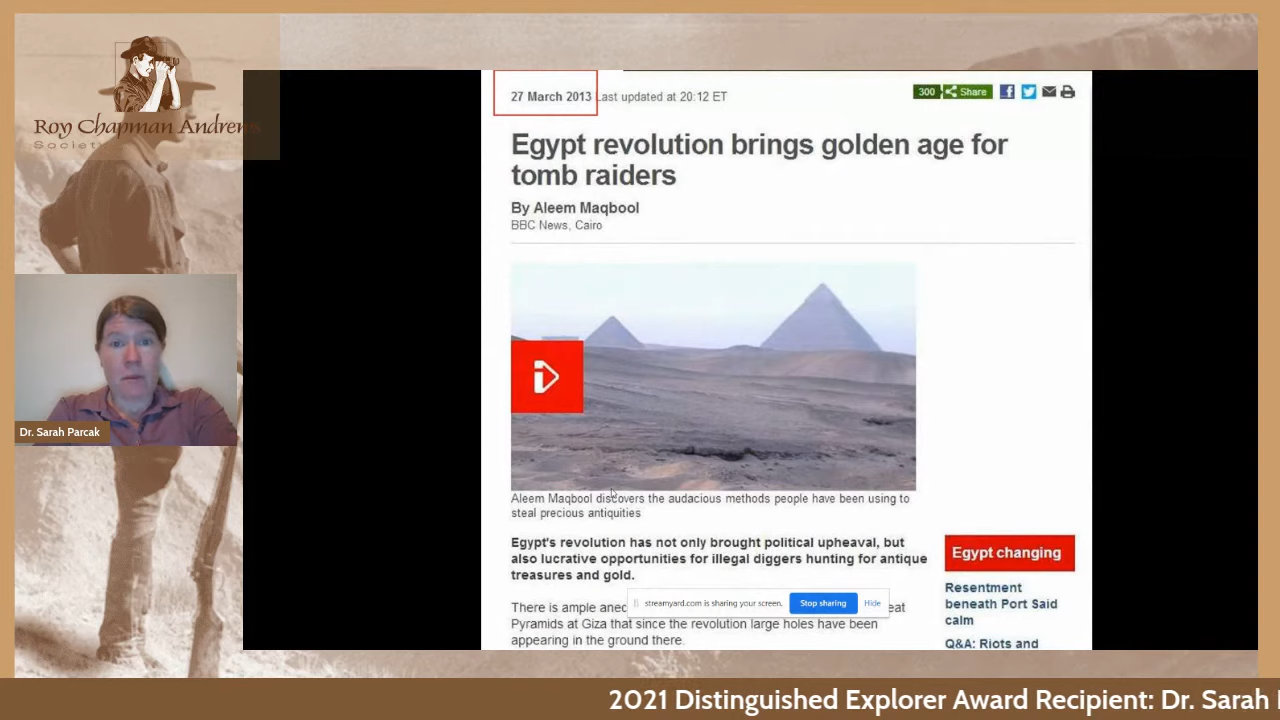 Roy Chapman Andrews
Society
Dr. Sarah Parcak
27 March 2013 Last updated at 20:12 ET
300 Share
Egypt revolution brings golden age for
tomb raiders
By Aleem Maqbool
BBC News, Cairo
Aleem Maqbool discovers the audacious methods people have been using to
steal precious antiquities
Egypt's revolution has not only brought political upheaval, but
also lucrative opportunities for illegal diggers hunting for antique
treasures and gold.
There is ample anec
eat
Pyramids at Giza that since the revolution large holes have been
appearing in the ground there.
streamyard.com is sharing your screen. Stop sharing Hide
Egypt changing
Resentment
beneath Port Said
calm
Q&A: Riots and
2021 Distinguished Explorer Award Recipient: Dr. Sarah